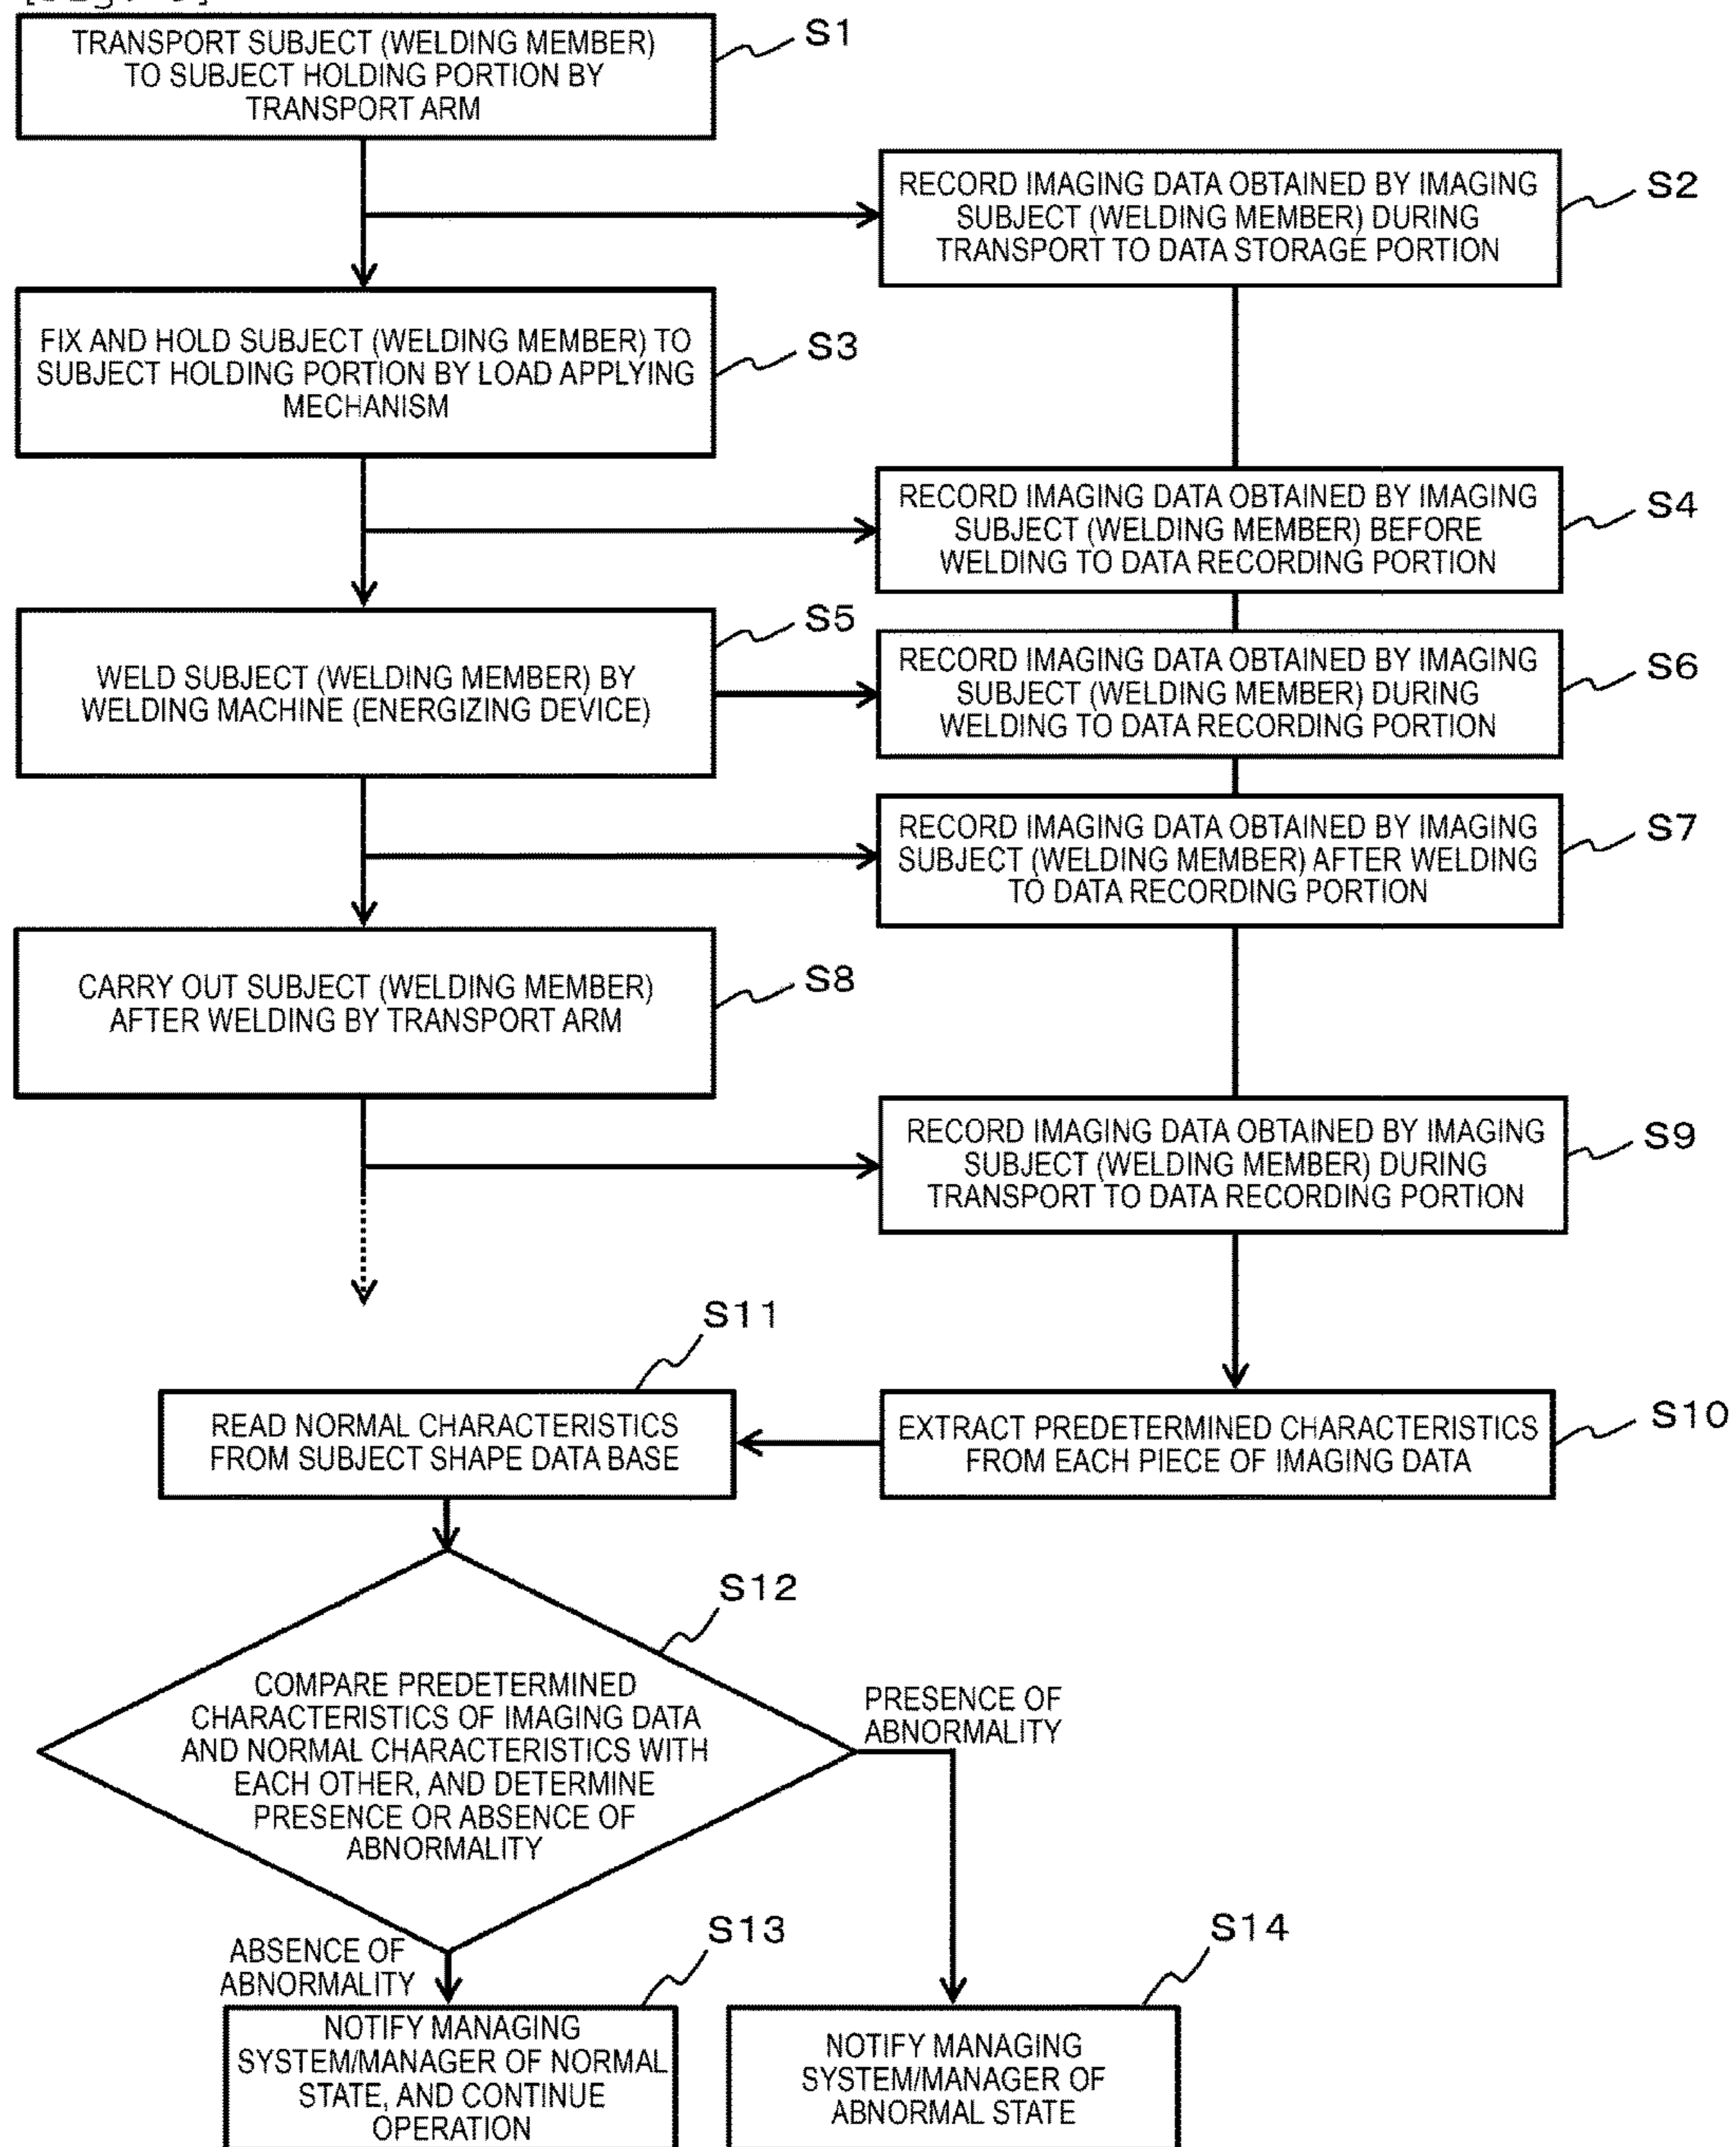 TRANSPORT SUBJECT (WELDING MEMBER)
TO SUBJECT HOLDING PORTION BY
TRANSPORT ARM
S1
RECORD IMAGING DATA OBTAINED BY IMAGING
SUBJECT (WELDING MEMBER) DURING
TRANSPORT TO DATA STORAGE PORTION
S2
FIX AND HOLD SUBJECT (WELDING MEMBER) TO
SUBJECT HOLDING PORTION BY LOAD APPLYING
MECHANISM
S3
RECORD IMAGING DATA OBTAINED BY IMAGING
SUBJECT (WELDING MEMBER) BEFORE
WELDING TO DATA RECORDING PORTION
S4
WELD SUBJECT (WELDING MEMBER) BY
WELDING MACHINE (ENERGIZING DEVICE)
S5
RECORD IMAGING DATA OBTAINED BY IMAGING
SUBJECT (WELDING MEMBER) DURING
WELDING TO DATA RECORDING PORTION
S6
RECORD IMAGING DATA OBTAINED BY IMAGING
SUBJECT (WELDING MEMBER) AFTER WELDING
TO DATA RECORDING PORTION
S7
CARRY OUT SUBJECT (WELDING MEMBER)
AFTER WELDING BY TRANSPORT ARM
S8
RECORD IMAGING DATA OBTAINED BY IMAGING
SUBJECT (WELDING MEMBER) DURING
TRANSPORT TO DATA RECORDING PORTION
S9
EXTRACT PREDETERMINED CHARACTERISTICS
FROM EACH PIECE OF IMAGING DATA
S10
S11
READ NORMAL CHARACTERISTICS
FROM SUBJECT SHAPE DATA BASE
S12
COMPARE PREDETERMINED
CHARACTERISTICS OF IMAGING DATA
AND NORMAL CHARACTERISTICS WITH
EACH OTHER, AND DETERMINE
PRESENCE OR ABSENCE OF
ABNORMALITY
PRESENCE OF
ABNORMALITY
ABSENCE OF
ABNORMALITY
S13
NOTIFY MANAGING
SYSTEM/MANAGER OF NORMAL
STATE, AND CONTINUE
OPERATION
S14
NOTIFY MANAGING
SYSTEM/MANAGER OF
ABNORMAL STATE